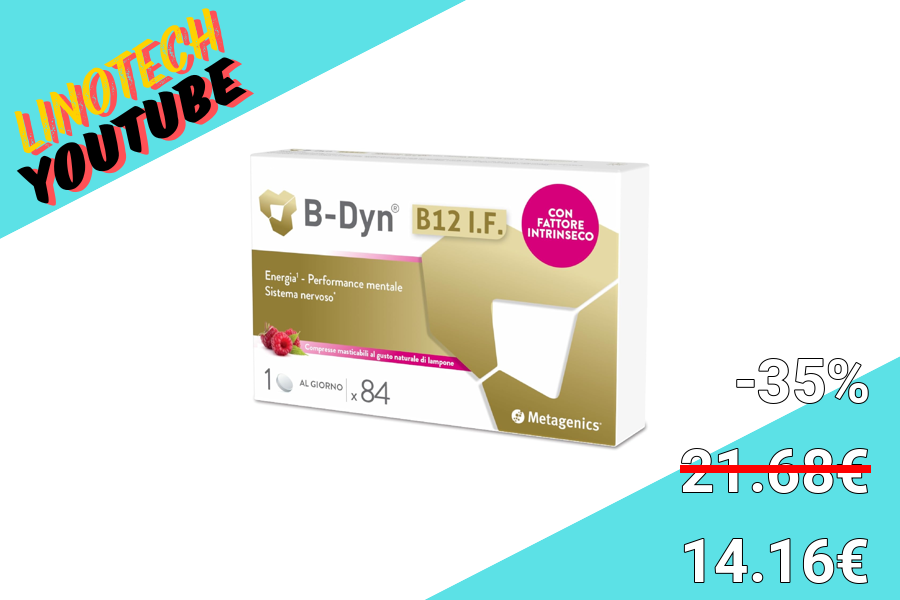 LINOTECH
YOUTUBE
B-Dyn®
B12 I.F.
CON
FATTORE
INTRINSECO
Energia¹ - Performance mentale
Sistema nervoso*
Compresse masticabili al gusto naturale di lampone
1 AL GIORNO | x 84
Metagenics®
-35%
21.68€
14.16€